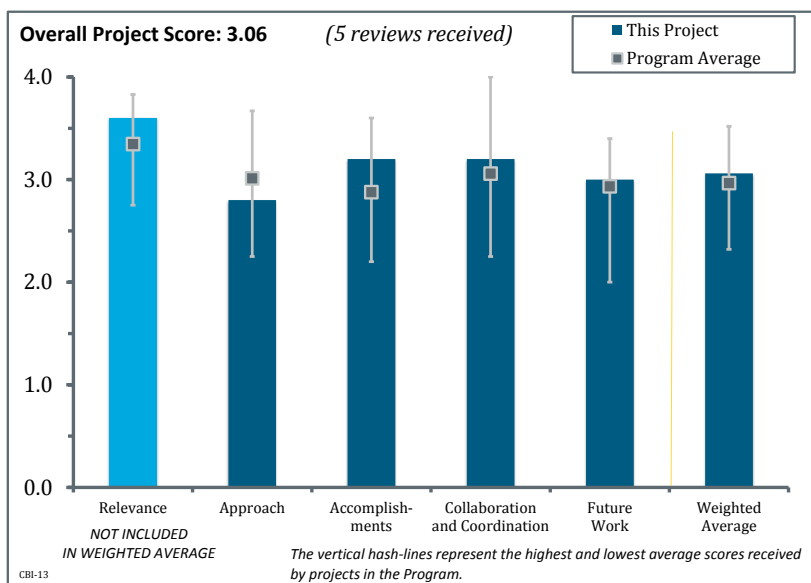 Overall Project Score: 3.06 (5 reviews received)
This Project
Program Average
4.0
3.0
2.0
1.0
0.0
Relevance
NOT INCLUDED
IN WEIGHTED AVERAGE
Approach
Accomplish-
ments
Collaboration
and Coordination
Future
Work
Weighted
Average
The vertical hash-lines represent the highest and lowest average scores received
by projects in the Program.
CBI-13